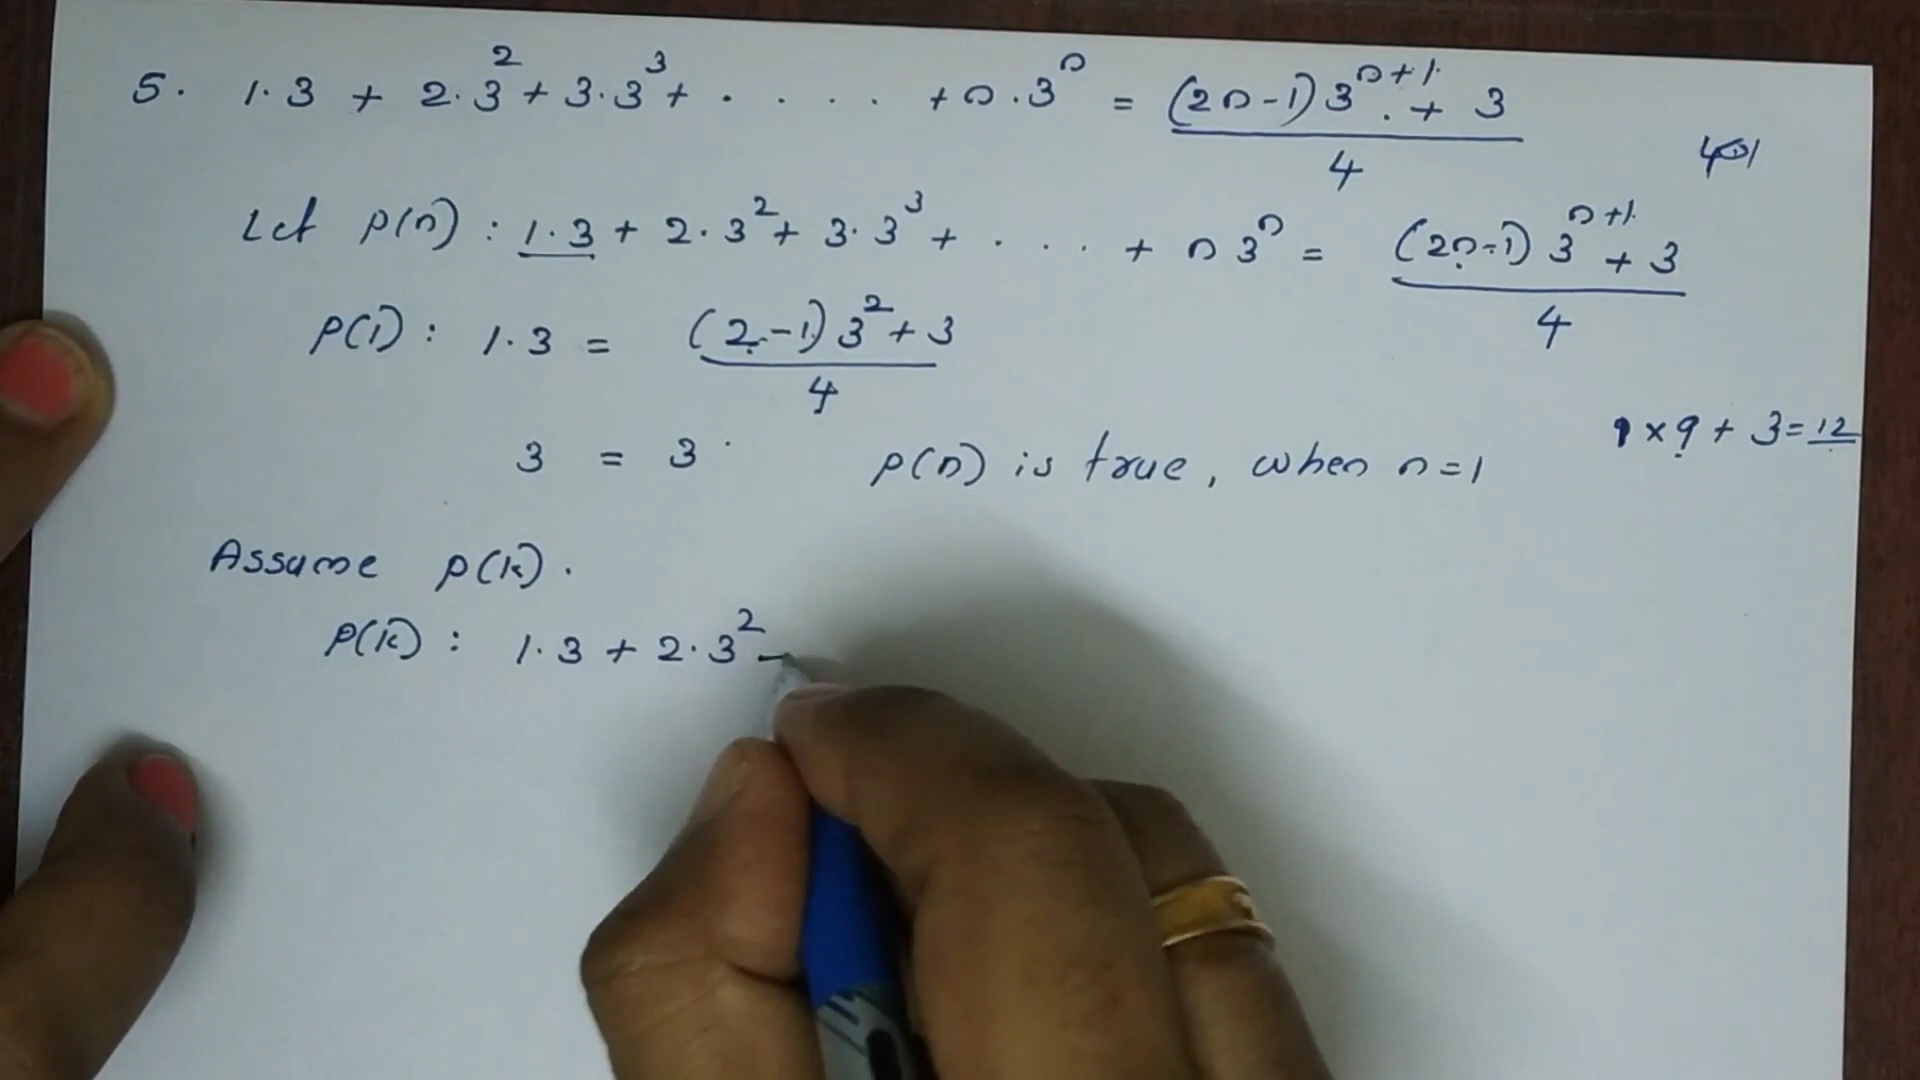 5. 1·3 + 2·3² + 3·3³ + · · · · + n·3ⁿ = (2n-1)3ⁿ⁺¹ + 3 / 4
Let p(n) : 1·3 + 2·3² + 3·3³ + · · · + n3ⁿ = (2n-1)3ⁿ⁺¹ + 3 / 4
p(1) : 1·3 = (2-1)3² + 3 / 4
1 × 9 + 3 = 12
3 = 3 p(n) is true, when n=1
Assume p(k).
p(k) : 1·3 + 2·3²